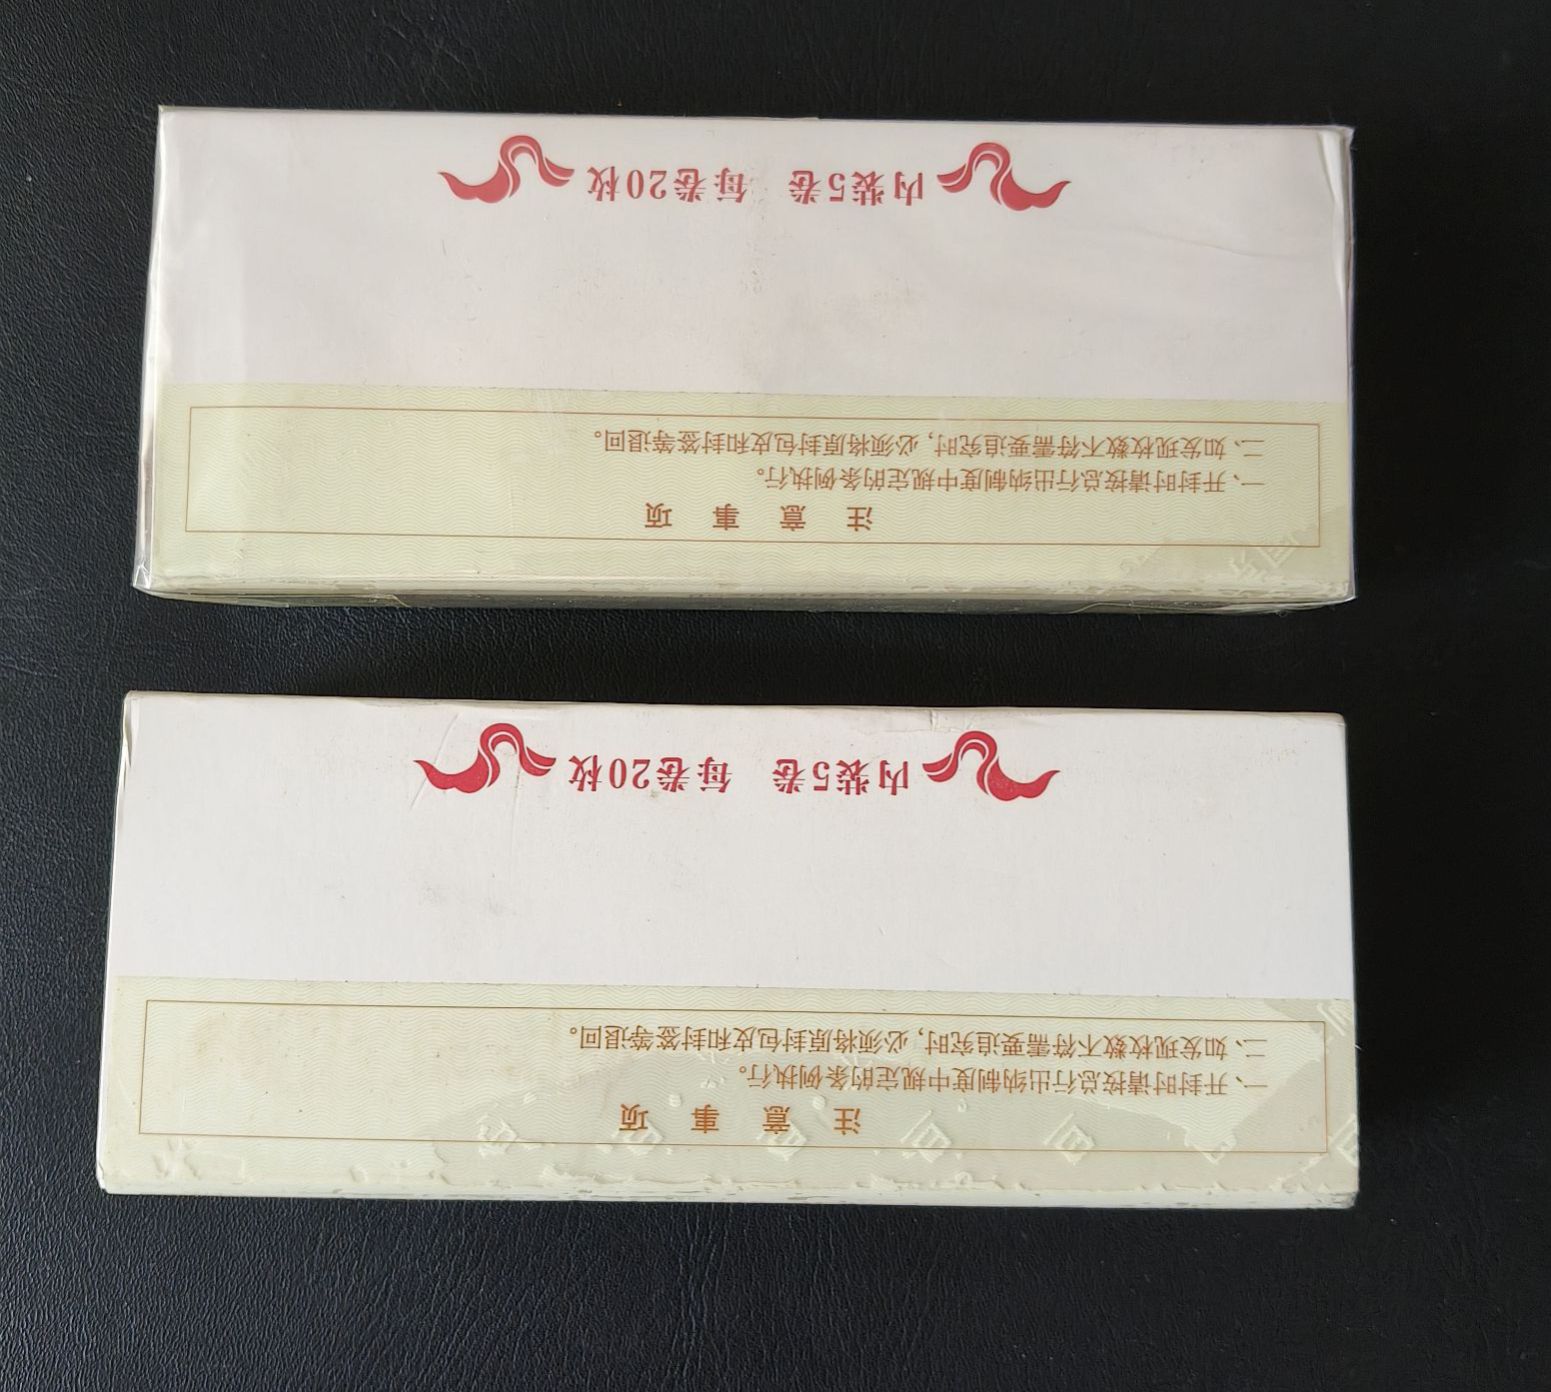 注意事项
一、开封时请按总行出纳制度中规定的条例执行。
二、如发现枚数不符需要追究时，必须将原封包皮和封签等退回。
内装5卷 每卷20枚
注意事项
一、开封时请按总行出纳制度中规定的条例执行。
二、如发现枚数不符需要追究时，必须将原封包皮和封签等退回。
内装5卷 每卷20枚